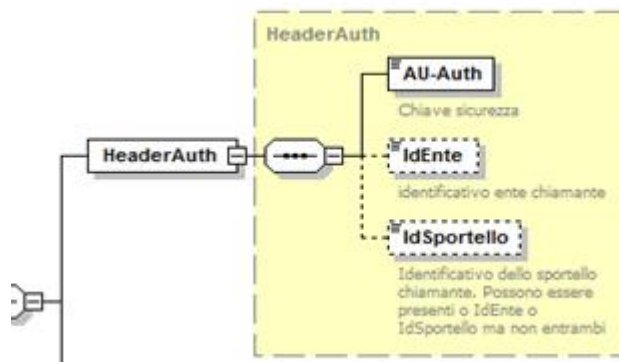 HeaderAuth
AU-Auth
Chiave sicurezza
HeaderAuth
IdEnte
identificativo ente chiamante
IdSportello
Identificativo dello sportello
chiamante. Possono essere
presenti o IdEnte o
IdSportello ma non entrambi